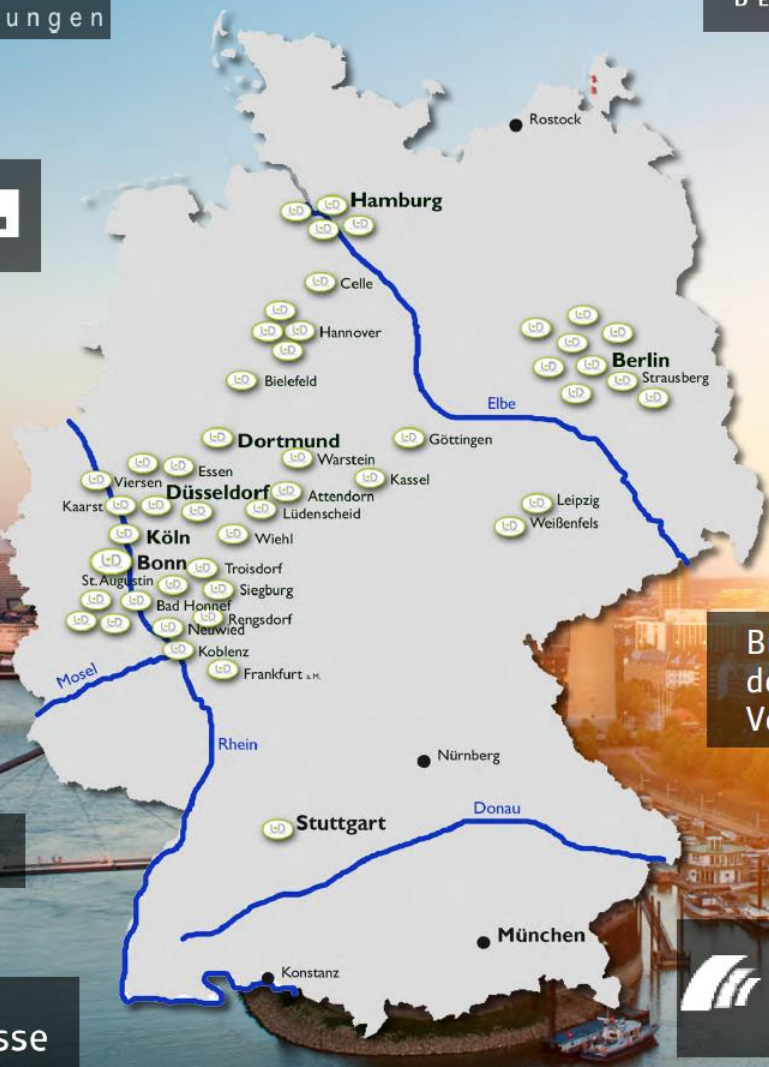 ungen
Rostock
Hamburg
Celle
Hannover
Berlin
Strausberg
Bielefeld
Elbe
Dortmund
Göttingen
Warstein
Essen
Kassel
Viersen
Düsseldorf
Attendorn
Leipzig
Kaarst
Lüdenscheid
Weißenfels
Köln
Wiehl
Bonn
Troisdorf
St. Augustin
Siegburg
Bad Honnef
Rengsdorf
Neuwied
Koblenz
Mosel
Frankfurt a. M.
B
de
Ve
Rhein
Nürnberg
Donau
Stuttgart
München
Konstanz
sse